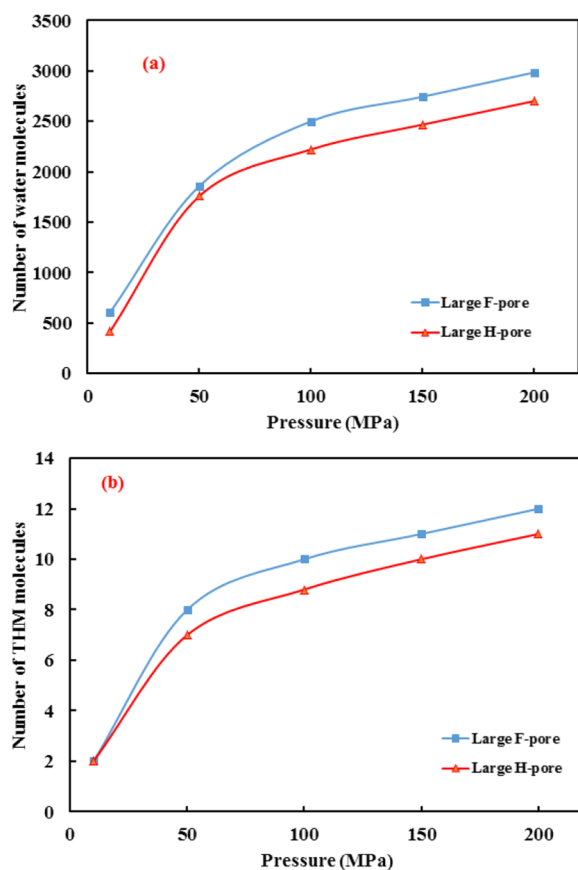 (a)
Number of water molecules
3500
3000
2500
2000
1500
1000
500
0
0 50 100 150 200
Pressure (MPa)
Large F-pore
Large H-pore
(b)
Number of THM molecules
14
12
10
8
6
4
2
0
0 50 100 150 200
Pressure (MPa)
Large F-pore
Large H-pore